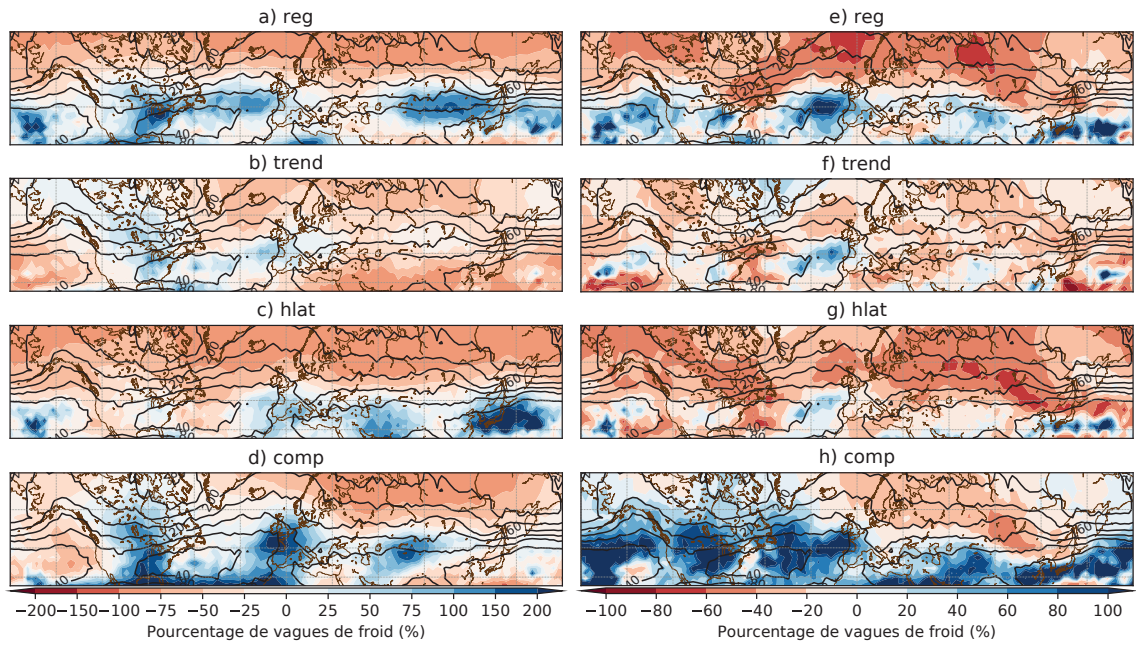 a) reg
e) reg
b) trend
f) trend
c) hlat
g) hlat
d) comp
h) comp
−200−150−100 −75 −50 −25 0 25 50 75 100 150 200
−100 −80 −60 −40 −20 0 20 40 60 80 100
Pourcentage de vagues de froid (%)
Pourcentage de vagues de froid (%)